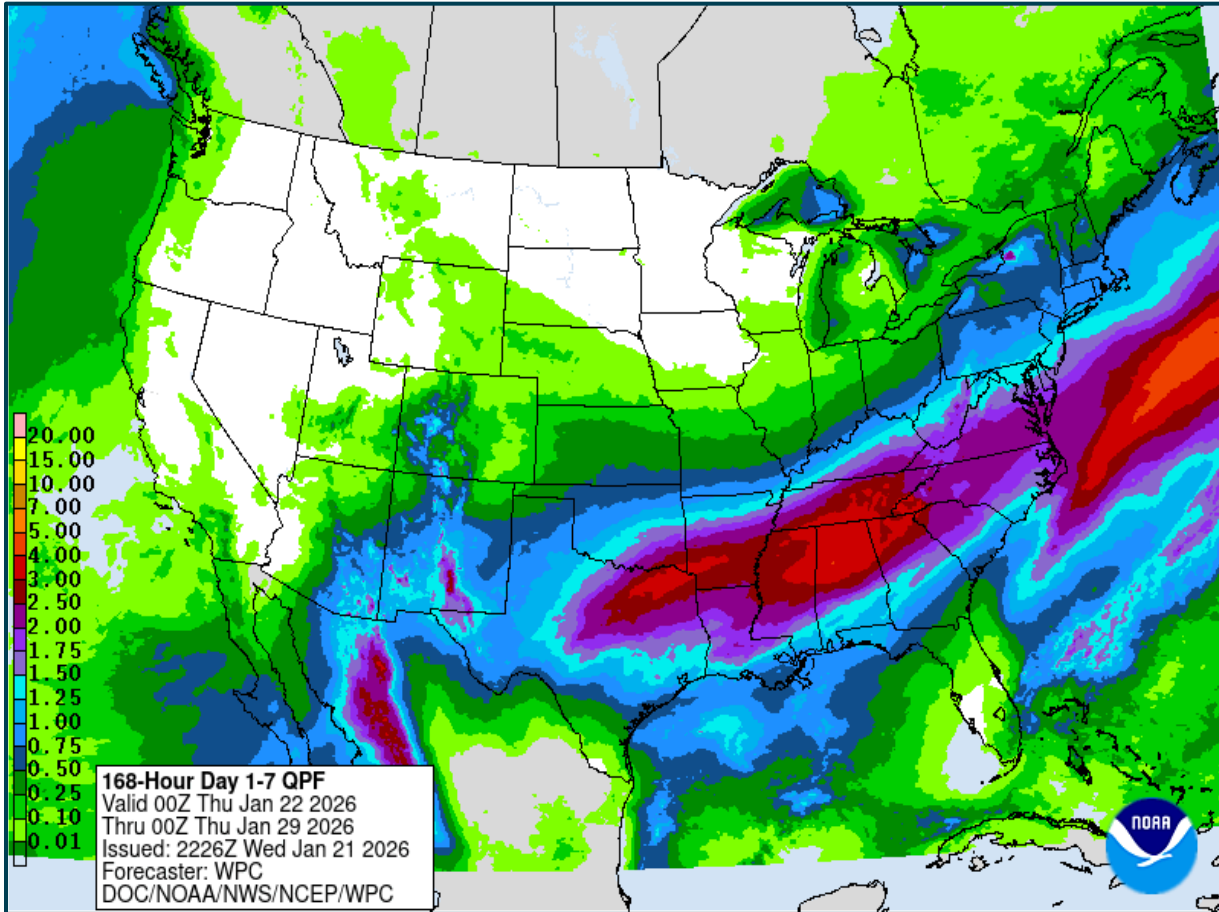 20.00
15.00
10.00
7.00
5.00
4.00
3.00
2.50
2.00
1.75
1.50
1.25
1.00
0.75
0.50
0.25
0.10
0.01
168-Hour Day 1-7 QPF
Valid 00Z Thu Jan 22 2026
Thru 00Z Thu Jan 29 2026
Issued: 2226Z Wed Jan 21 2026
Forecaster: WPC
DOC/NOAA/NWS/NCEP/WPC
NOAA